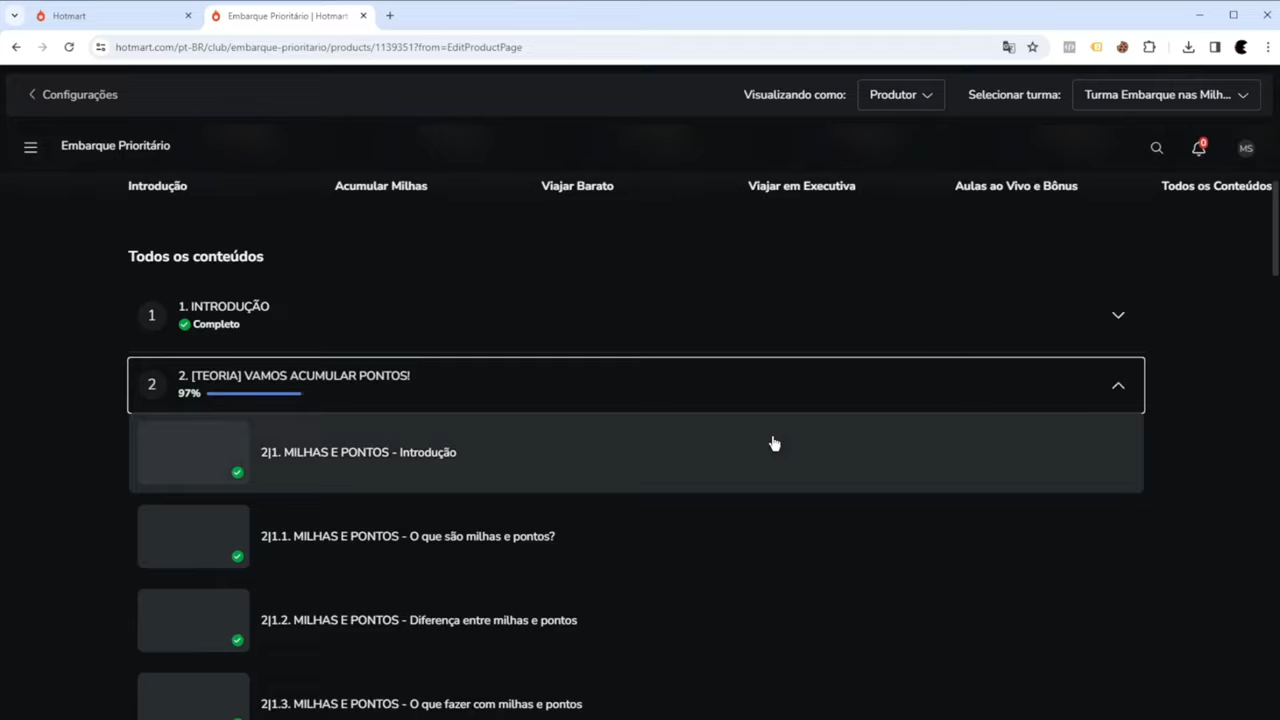 Hotmart
Embarque Prioritário | Hotmart
hotmart.com/pt-BR/club/embarque-prioritario/products/1139351?from=EditProductPage
Configurações
Visualizando como:
Produtor
Selecionar turma:
Turma Embarque nas Milh...
Embarque Prioritário
0
MS
Introdução
Acumular Milhas
Viajar Barato
Viajar em Executiva
Aulas ao Vivo e Bônus
Todos os Conteúdos
Todos os conteúdos
1
1. INTRODUÇÃO
Completo
2
2. [TEORIA] VAMOS ACUMULAR PONTOS!
97%
2|1. MILHAS E PONTOS - Introdução
2|1.1. MILHAS E PONTOS - O que são milhas e pontos?
2|1.2. MILHAS E PONTOS - Diferença entre milhas e pontos
2|1.3. MILHAS E PONTOS - O que fazer com milhas e pontos